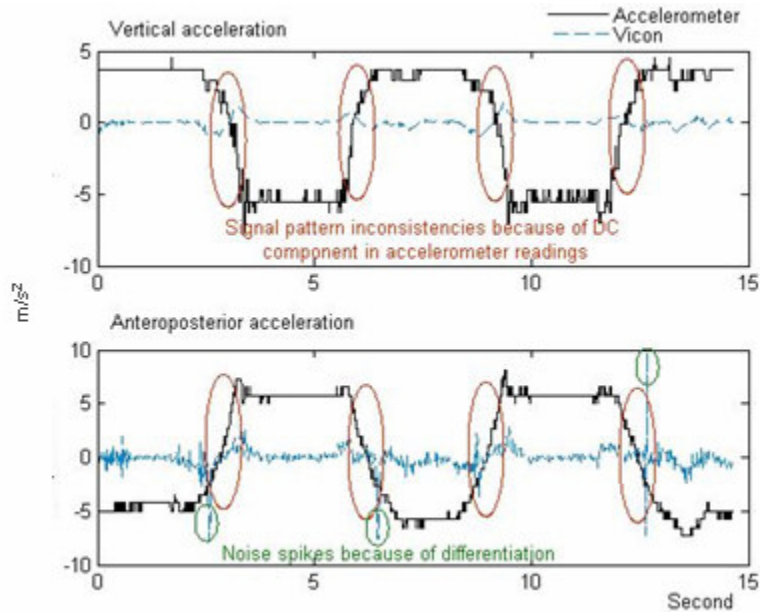 Vertical acceleration
Accelerometer
Vicon
5
0
-5
-10
0
5
10
15
Signal pattern inconsistencies because of DC
component in accelerometer readings
m/s²
Anteroposterior acceleration
10
5
0
-5
-10
0
5
10
15
Noise spikes because of differentiation
Second